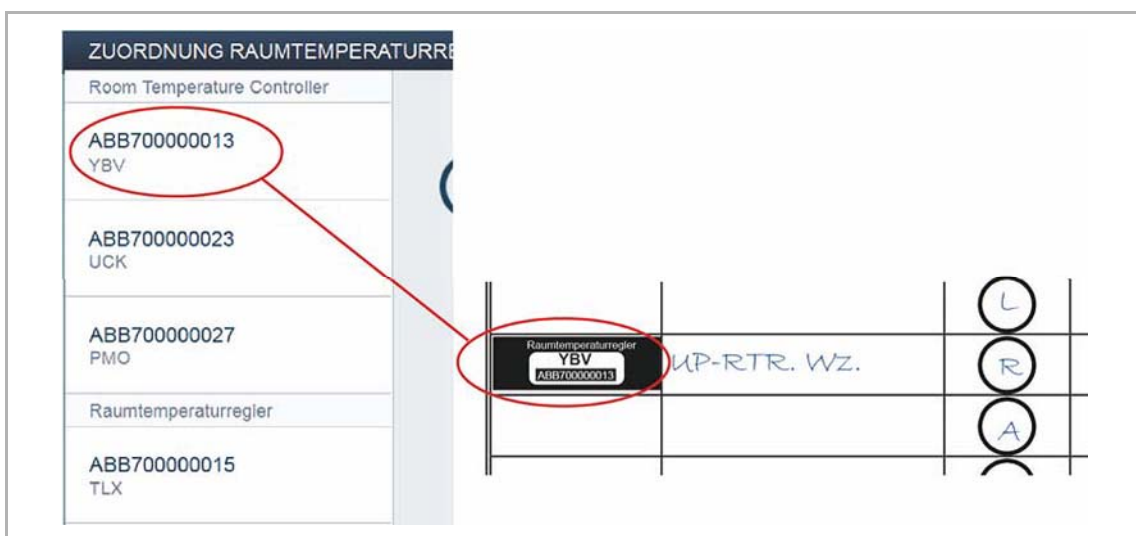 ZUORDNUNG RAUMTEMPERATURRE
Room Temperature Controller
ABB700000013
YBV
ABB700000023
UCK
ABB700000027
PMO
Raumtemperaturregler
ABB700000015
TLX
L
Raumtemperaturregler
YBV
ABB700000013
UP-RTR. WZ.
R
A